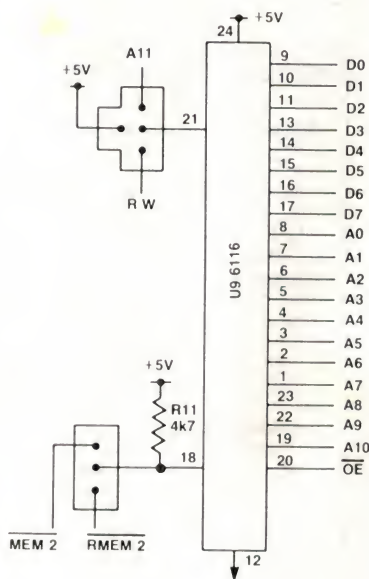 +5V
24
A11
9 D0
+5V
10 D1
11 D2
21
13 D3
14 D4
15 D5
16 D6
R W
17 D7
8 A0
U9 6116
7 A1
6 A2
5 A3
4 A4
3 A5
+5V
2 A6
1 A7
R11
4k7
23 A8
22 A9
18
19 A10
20 OE
MEM 2
RMEM 2
12